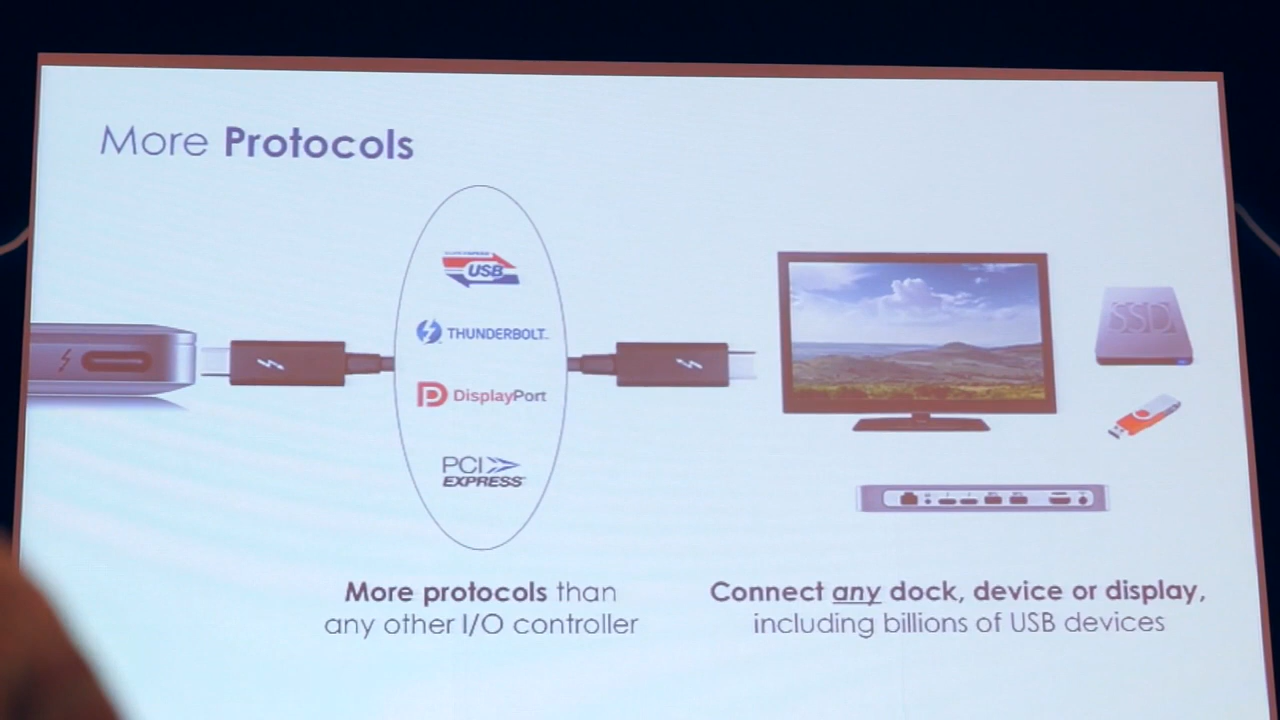 More Protocols
USB
THUNDERBOLT™
DisplayPort
PCI
EXPRESS
SSD
More protocols than
any other I/O controller
Connect any dock, device or display,
including billions of USB devices